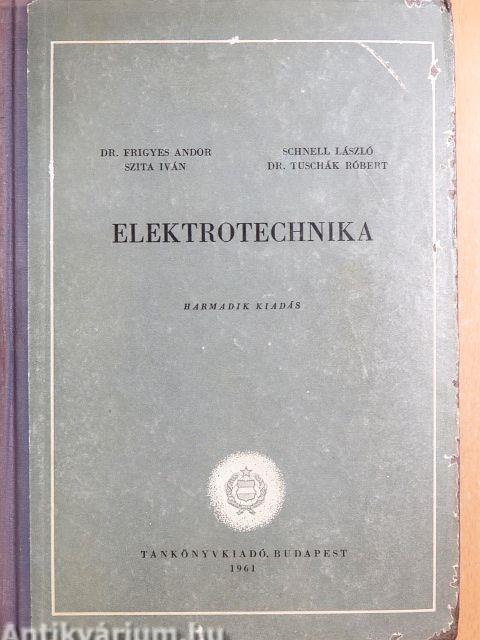 DR. FRIGYES ANDOR SCHNELL LÁSZLÓ
SZITA IVÁN DR. TUSCHÁK RÓBERT
ELEKTROTECHNIKA
HARMADIK KIADÁS
TANKÖNYVKIADÓ, BUDAPEST
1961
Antikvárium.hu